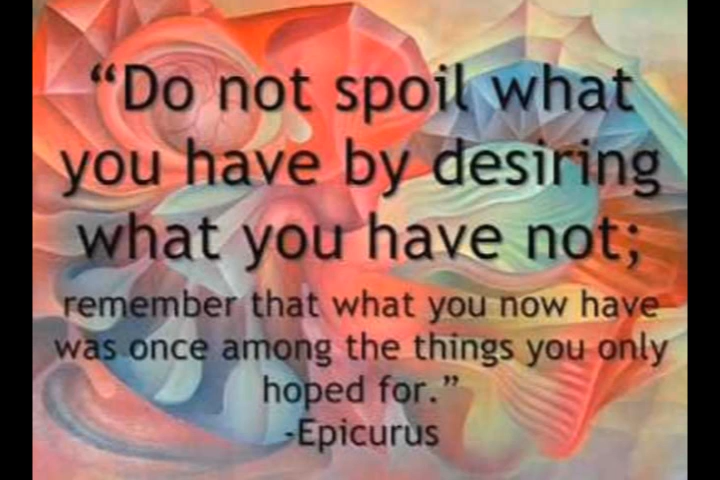 “Do not spoil what
you have by desiring
what you have not;
remember that what you now have
was once among the things you only
hoped for.”
-Epicurus